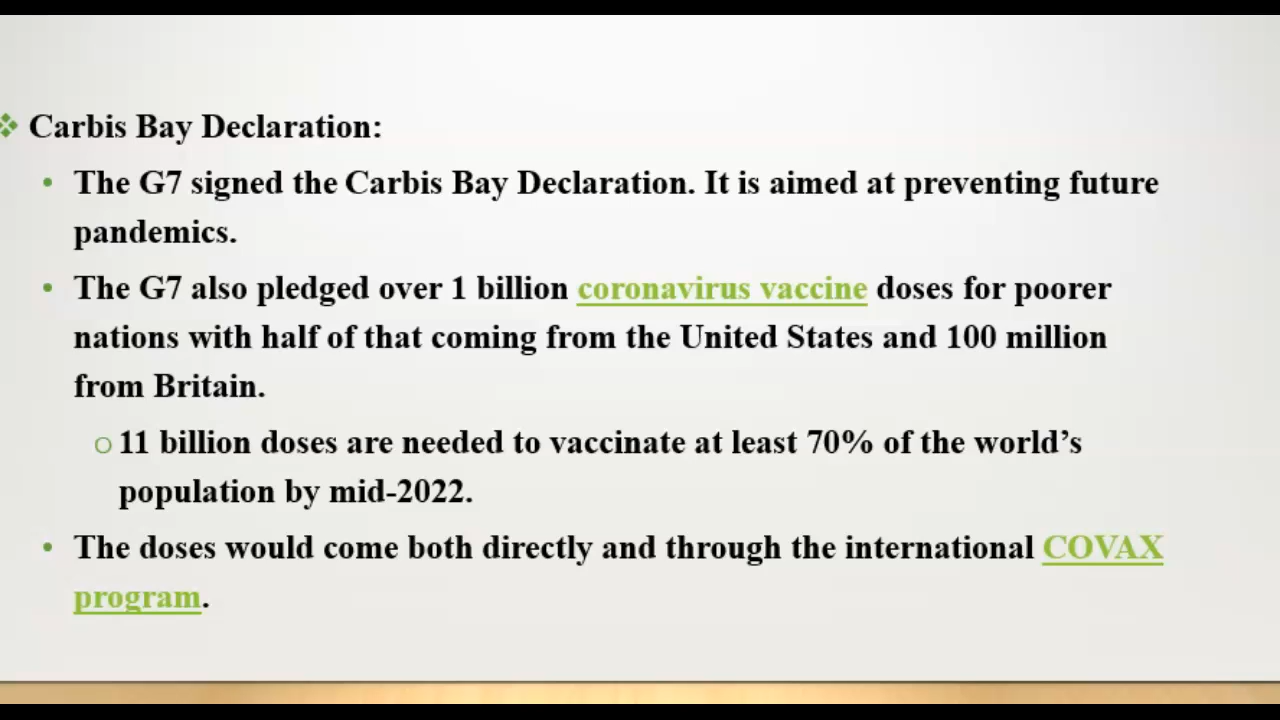 ❖ Carbis Bay Declaration:
• The G7 signed the Carbis Bay Declaration. It is aimed at preventing future
pandemics.
• The G7 also pledged over 1 billion coronavirus vaccine doses for poorer
nations with half of that coming from the United States and 100 million
from Britain.
o 11 billion doses are needed to vaccinate at least 70% of the world’s
population by mid-2022.
• The doses would come both directly and through the international COVAX
program.